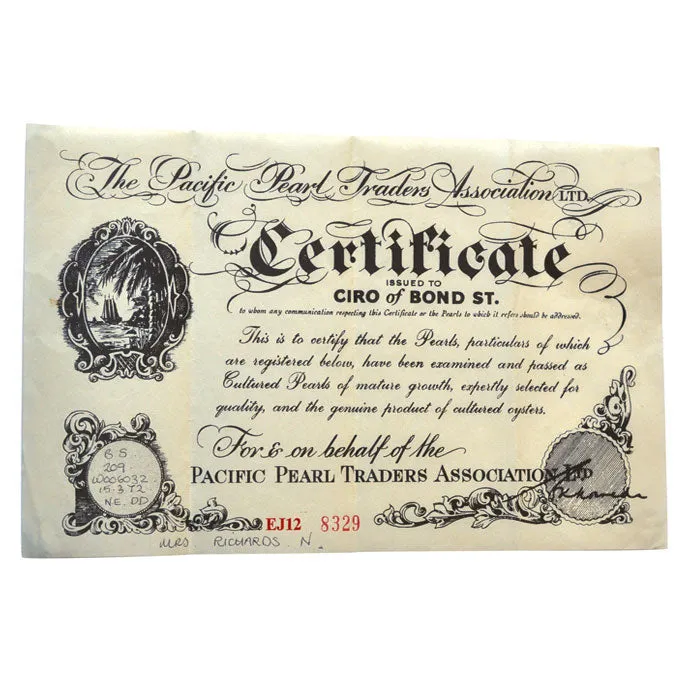 The Pacific Pearl Traders Association LTD.
Certificate
ISSUED TO
CIRO of BOND ST.
to whom any communication respecting this Certificate or the Pearls to which it refers should be addressed.
This is to certify that the Pearls, particulars of which
are registered below, have been examined and passed as
Cultured Pearls of mature growth, expertly selected for
quality, and the genuine product of cultured oysters.
For & on behalf of the
PACIFIC PEARL TRADERS ASSOCIATION LTD
B S
209
W006032
15.3.72
N.E. DD
EJ12 8329
MRS RICHARDS. N.